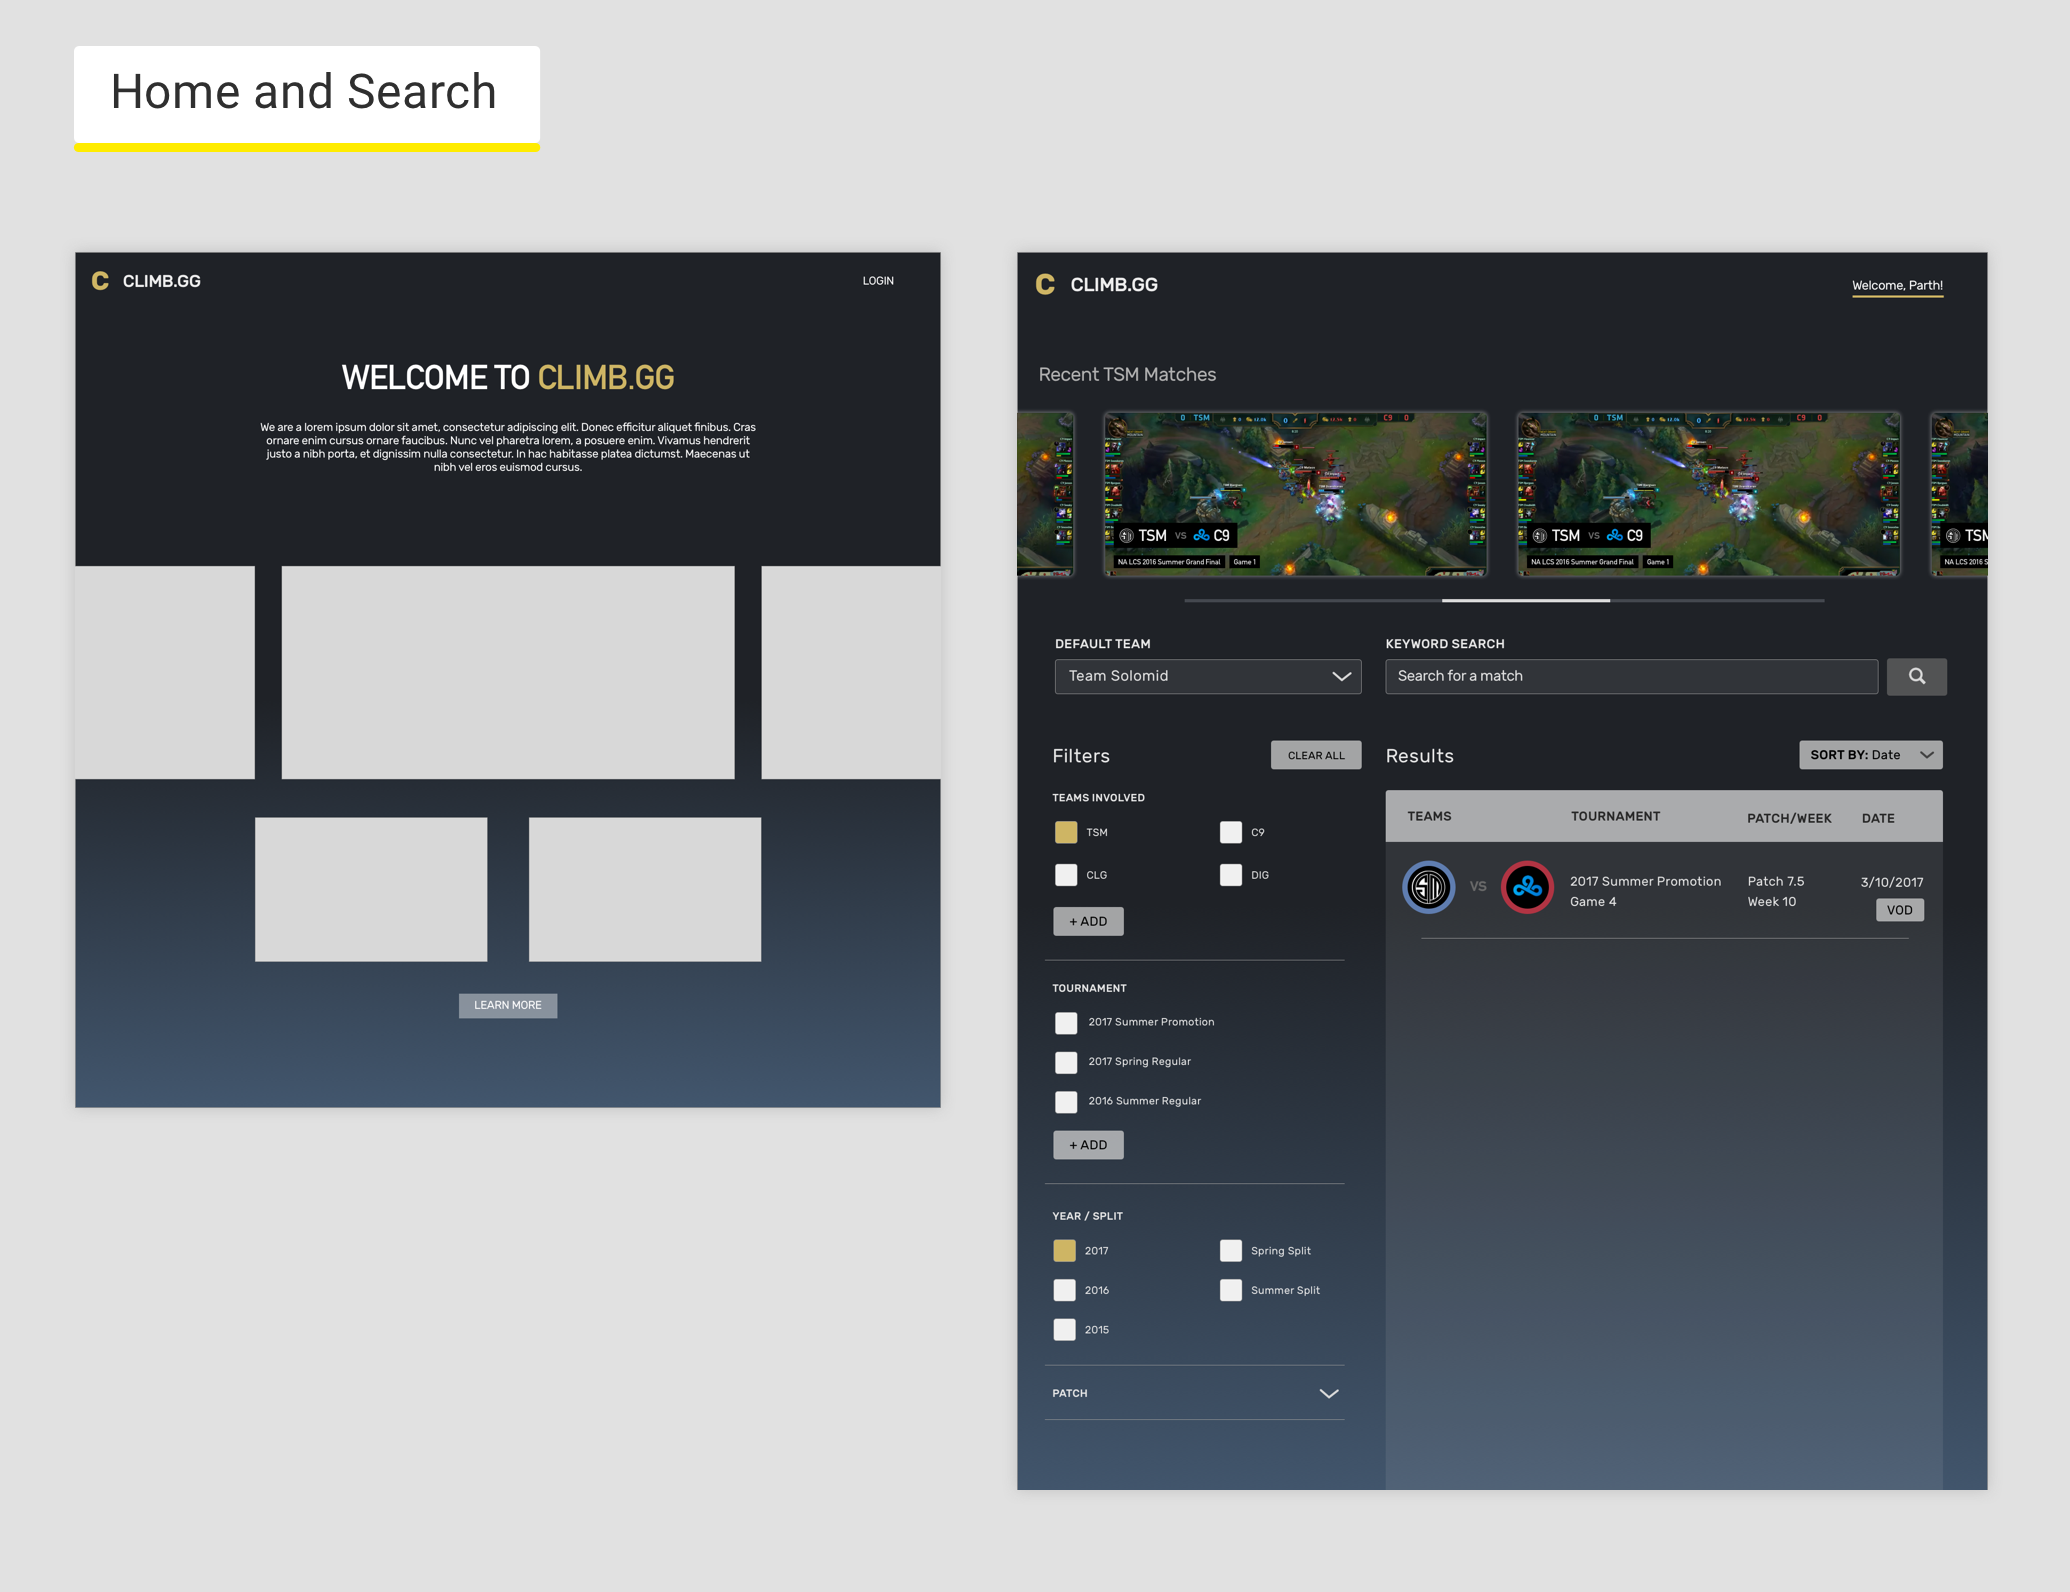 Home and Search
C CLIMB.GG
LOGIN
WELCOME TO CLIMB.GG
We are a lorem ipsum dolor sit amet, consectetur adipiscing elit. Donec efficitur aliquet finibus. Cras
ornare enim cursus ornare faucibus. Nunc vel pharetra lorem, a posuere enim. Vivamus hendrerit
justo a nibh porta, et dignissim nulla consectetur. In hac habitasse platea dictumst. Maecenas ut
nibh vel eros euismod cursus.
LEARN MORE
C CLIMB.GG
Welcome, Parth!
Recent TSM Matches
0 TSM
C9 0
TSM VS C9
NA LCS 2016 Summer Grand Final Game 1
0 TSM
C9 0
TSM VS C9
NA LCS 2016 Summer Grand Final Game 1
TSM
NA LCS 2016 S
DEFAULT TEAM
Team Solomid
KEYWORD SEARCH
Search for a match
Filters
CLEAR ALL
TEAMS INVOLVED
TSM
C9
CLG
DIG
+ ADD
TOURNAMENT
2017 Summer Promotion
2017 Spring Regular
2016 Summer Regular
+ ADD
YEAR / SPLIT
2017
Spring Split
2016
Summer Split
2015
PATCH
Results
SORT BY: Date
TEAMS
TOURNAMENT
PATCH/WEEK
DATE
VS
2017 Summer Promotion
Game 4
Patch 7.5
Week 10
3/10/2017
VOD